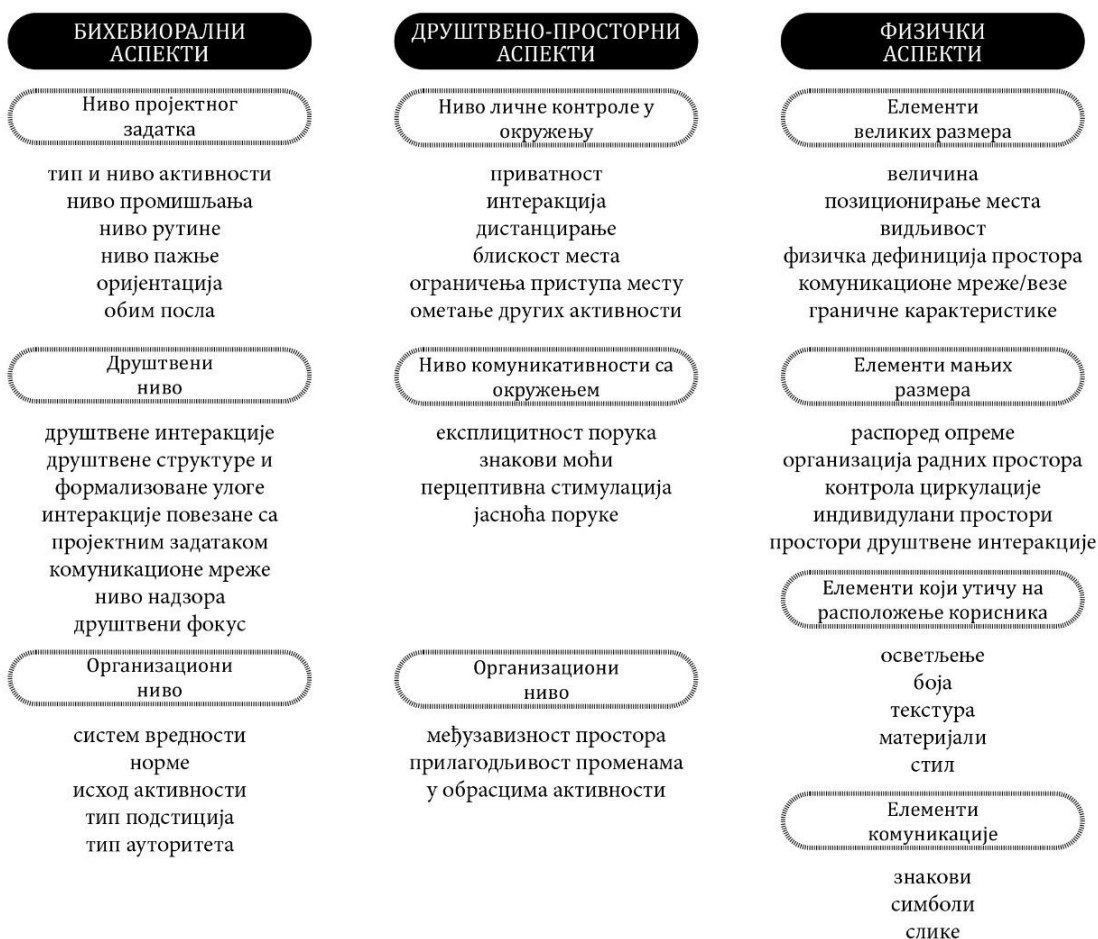 БИХЕВИОРАЛНИ
АСПЕКТИ
Ниво пројектног
задатка
тип и ниво активности
ниво промишљања
ниво рутине
ниво пажње
оријентација
обим посла
Друштвени
ниво
друштвене интеракције
друштвене структуре и
формализоване улоге
интеракције повезане са
пројектним задатаком
комуникационе мреже
ниво надзора
друштвени фокус
Организациони
ниво
систем вредности
норме
исход активности
тип подстиција
тип ауторитета
ДРУШТВЕНО-ПРОСТОРНИ
АСПЕКТИ
Ниво личне контроле у
окружењу
приватност
интеракција
дистанцирање
блискост места
ограничења приступа месту
ометање других активности
Ниво комуникативности са
окружењем
експлицитност порука
знакови моћи
перцептивна стимулација
јасноћа поруке
Организациони
ниво
међузависност простора
прилагодљивост променама
у обрасцима активности
ФИЗИЧКИ
АСПЕКТИ
Елементи
великих размера
величина
позиционирање места
видљивост
физичка дефиниција простора
комуникационе мреже/везе
граничне карактеристике
Елементи мањих
размера
распоред опреме
организација радних простора
контрола циркулације
индивидулани простори
простори друштвене интеракције
Елементи који утичу на
расположење корисника
осветљење
боја
текстура
материјали
стил
Елементи
комуникације
знакови
симболи
слике